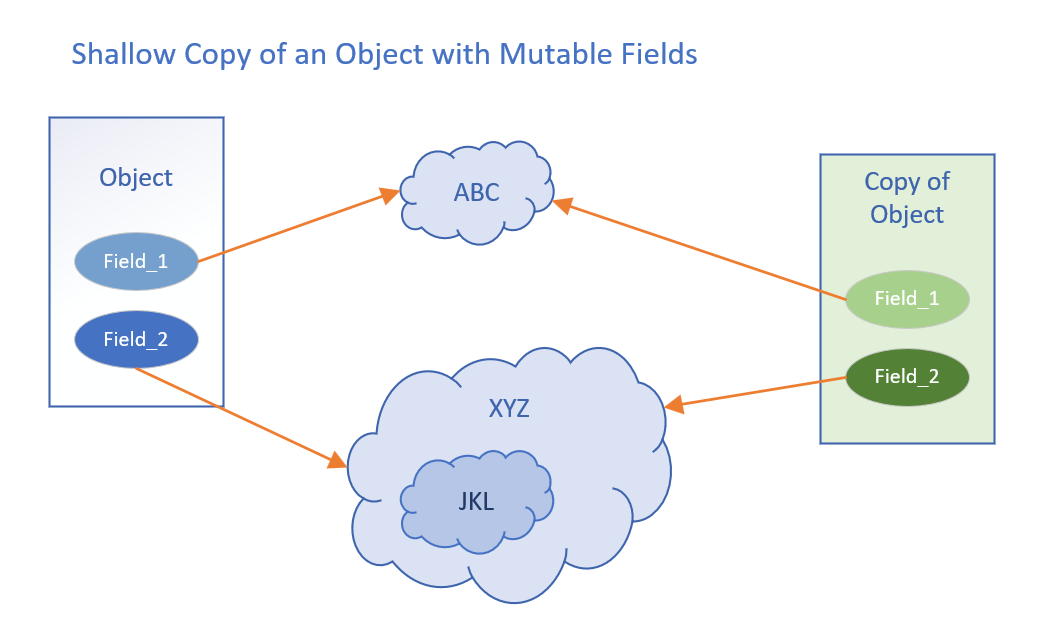 Shallow Copy of an Object with Mutable Fields
Object
Field_1
Field_2
ABC
XYZ
JKL
Copy of
Object
Field_1
Field_2